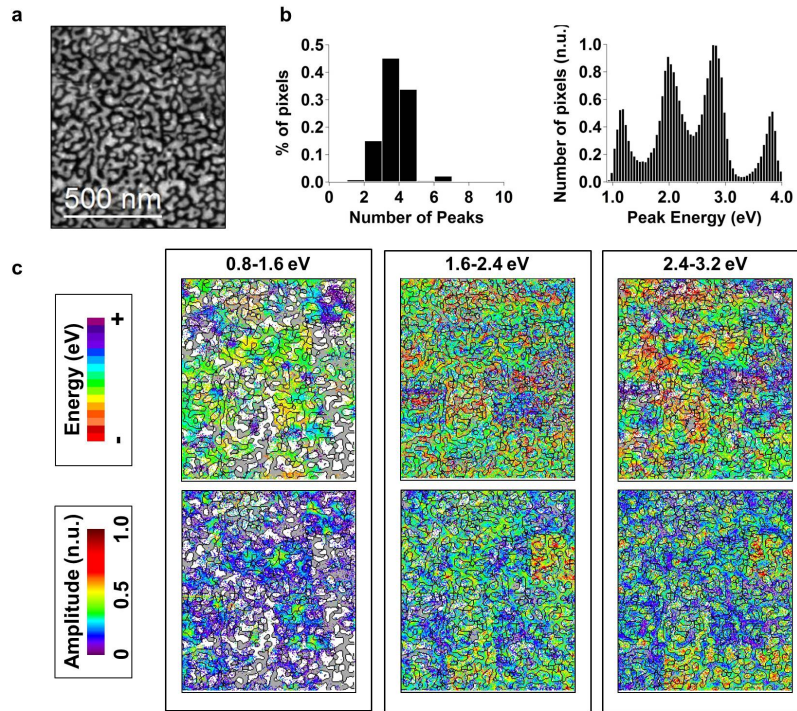 a
500 nm
b
% of pixels
0.5
0.4
0.3
0.2
0.1
0.0
0 2 4 6 8 10
Number of Peaks
Number of pixels (n.u.)
1.0
0.8
0.6
0.4
0.2
0.0
1.0 2.0 3.0 4.0
Peak Energy (eV)
c
0.8-1.6 eV
1.6-2.4 eV
2.4-3.2 eV
Energy (eV)
- +
Amplitude (n.u.)
0 0.5 1.0